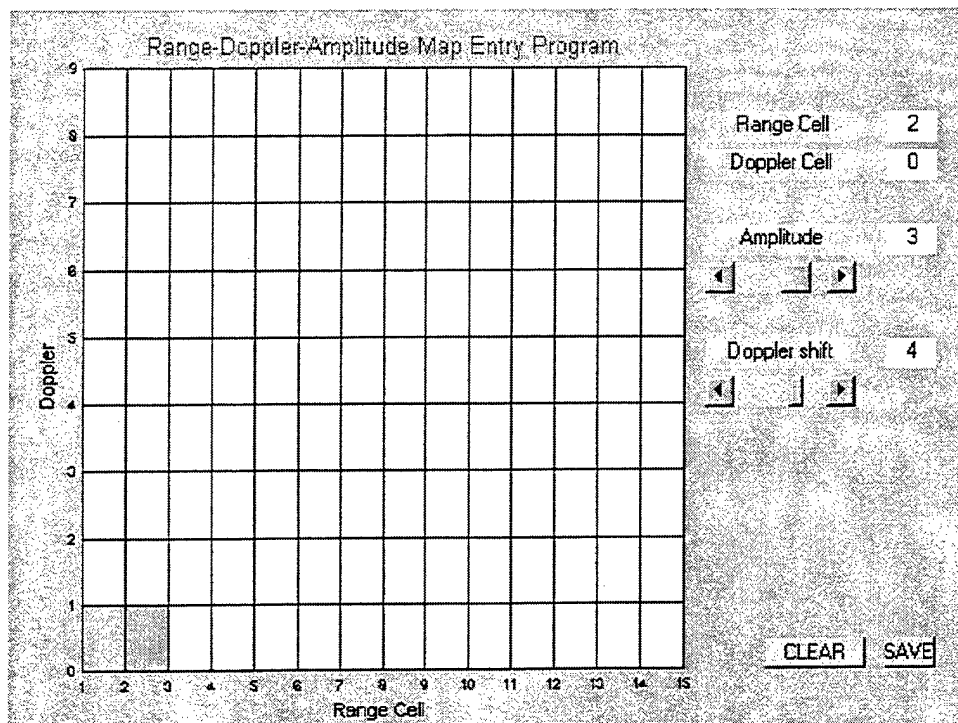 Range-Doppler-Amplitude Map Entry Program
9
8
7
6
5
4
3
2
1
0
Doppler
1 2 3 4 5 6 7 8 9 10 11 12 13 14 15
Range Cell
Range Cell 2
Doppler Cell 0
Amplitude 3
Doppler shift 4
CLEAR SAVE